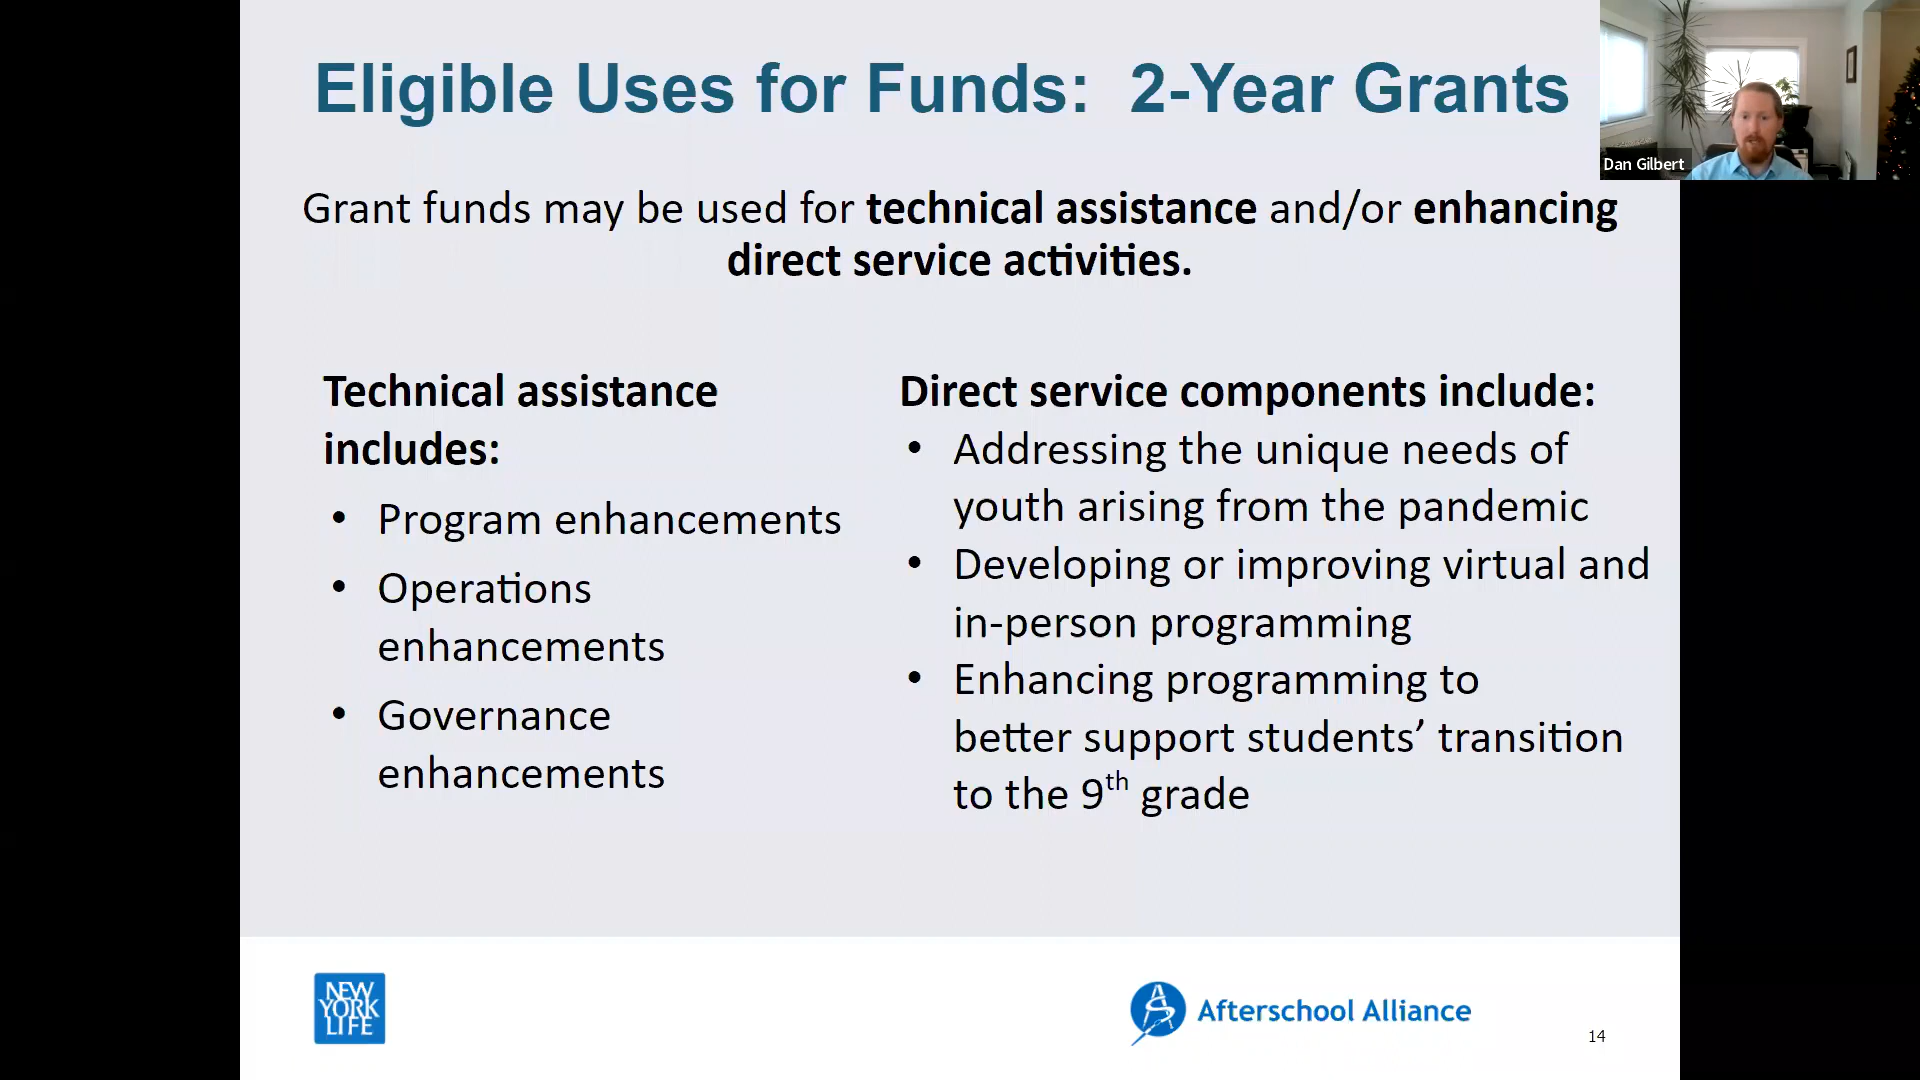 Eligible Uses for Funds:  2-Year Grants
Dan Gilbert
Grant funds may be used for technical assistance and/or enhancing
direct service activities.
Technical assistance
includes:
• Program enhancements
• Operations
enhancements
• Governance
enhancements
Direct service components include:
• Addressing the unique needs of
youth arising from the pandemic
• Developing or improving virtual and
in-person programming
• Enhancing programming to
better support students’ transition
to the 9th grade
NEW
YORK
LIFE
Afterschool Alliance
14